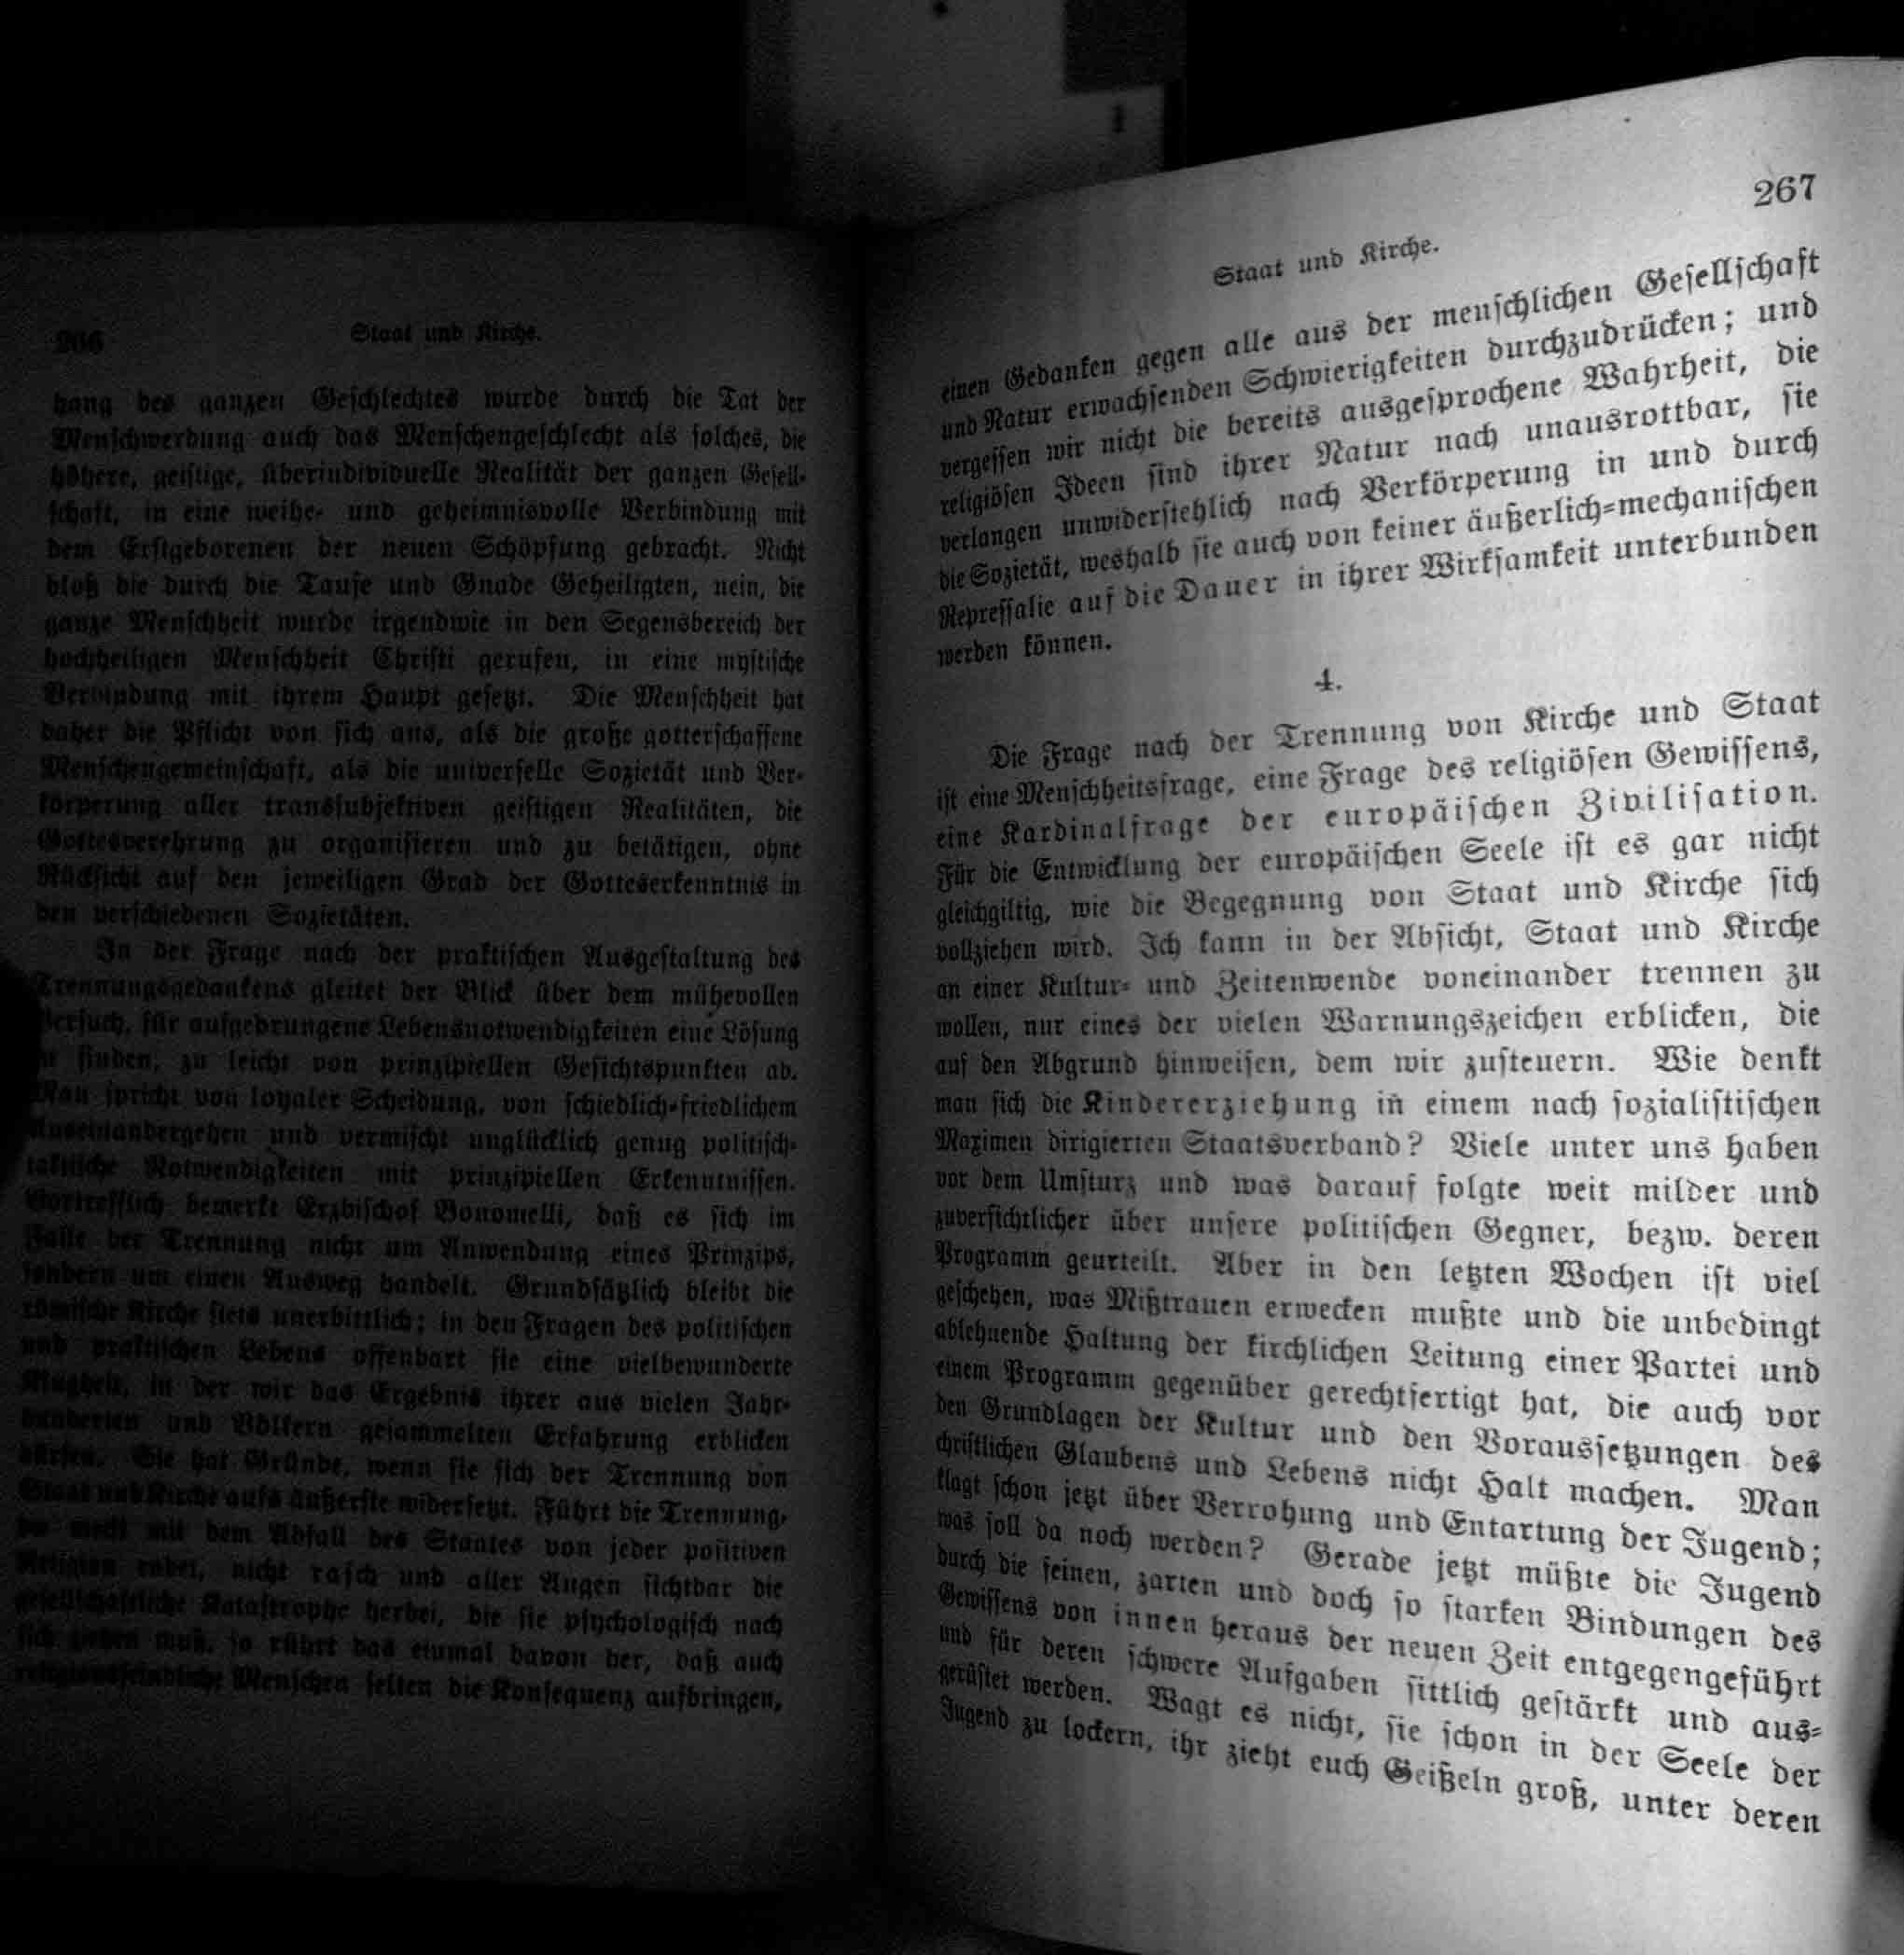 266
Staat und Kirche.
hang des ganzen Geschlechtes wurde durch die Tat der
Menschwerdung auch das Menschengeschlecht als solches, die
höhere, geistige, überindividuelle Realität der ganzen Gesell-
schaft, in eine weihe- und geheimnisvolle Verbindung mit
dem Erstgeborenen der neuen Schöpfung gebracht. Nicht
bloß die durch die Taufe und Gnade Geheiligten, nein, die
ganze Menschheit wurde irgendwie in den Segensbereich der
hochheiligen Menschheit Christi gerufen, in eine mystische
Verbindung mit ihrem Haupt gesetzt. Die Menschheit hat
daher die Pflicht von sich aus, als die große gotterschaffene
Menschengemeinschaft, als die universelle Sozietät und Ver-
körperung aller transsubjektiven geistigen Realitäten, die
Gottesverehrung zu organisieren und zu betätigen, ohne
Rücksicht auf den jeweiligen Grad der Gotteserkenntnis in
den verschiedenen Sozietäten.
In der Frage nach der praktischen Ausgestaltung des
Trennungsgedankens gleitet der Blick über dem mühevollen
Versuch, für aufgedrungene Lebensnotwendigkeiten eine Lösung
zu finden, zu leicht von prinzipiellen Gesichtspunkten ab.
Man spricht von loyaler Scheidung, von schiedlich-friedlichem
Auseinandergehen und vermischt unglücklich genug politisch-
taktische Notwendigkeiten mit prinzipiellen Erkenntnissen.
Vortrefflich bemerkt Erzbischof Bonomelli, daß es sich im
Falle der Trennung nicht um Anwendung eines Prinzips,
sondern um einen Ausweg handelt. Grundsätzlich bleibt die
römische Kirche stets unerbittlich; in den Fragen des politischen
und praktischen Lebens offenbart sie eine vielbewunderte
Klugheit, in der wir das Ergebnis ihrer aus vielen Jahr-
hunderten und Völkern gesammelten Erfahrung erblicken
dürfen. Sie hat Gründe, wenn sie sich der Trennung von
Staat und Kirche aufs äußerste widersetzt. Führt die Trennung,
wo mit dem Abfall des Staates von jeder positiven
Religion endet, nicht rasch und aller Augen sichtbar die
gesellschaftliche Katastrophe herbei, die sie psychologisch nach
sich ziehen muß, so rührt das einmal davon her, daß auch
religionsfeindliche Menschen selten die Konsequenz aufbringen,
267
Staat und Kirche.
einen Gedanken gegen alle aus der menschlichen Gesellschaft
und Natur erwachsenden Schwierigkeiten durchzudrücken; und
vergessen wir nicht die bereits ausgesprochene Wahrheit, die
religiösen Ideen sind ihrer Natur nach unausrottbar, sie
verlangen unwiderstehlich nach Verkörperung in und durch
die Sozietät, weshalb sie auch von keiner äußerlich-mechanischen
Repressalie auf die Dauer in ihrer Wirksamkeit unterbunden
werden können.
4.
Die Frage nach der Trennung von Kirche und Staat
ist eine Menschheitsfrage, eine Frage des religiösen Gewissens,
eine Kardinalfrage der europäischen Zivilisation.
Für die Entwicklung der europäischen Seele ist es gar nicht
gleichgiltig, wie die Begegnung von Staat und Kirche sich
vollziehen wird. Ich kann in der Absicht, Staat und Kirche
an einer Kultur- und Zeitenwende voneinander trennen zu
wollen, nur eines der vielen Warnungszeichen erblicken, die
auf den Abgrund hinweisen, dem wir zusteuern. Wie denkt
man sich die Kindererziehung in einem nach sozialistischen
Maximen dirigierten Staatsverband? Viele unter uns haben
vor dem Umsturz und was darauf folgte weit milder und
zuversichtlicher über unsere politischen Gegner, bezw. deren
Programm geurteilt. Aber in den letzten Wochen ist viel
geschehen, was Mißtrauen erwecken mußte und die unbedingt
ablehnende Haltung der kirchlichen Leitung einer Partei und
einem Programm gegenüber gerechtfertigt hat, die auch vor
den Grundlagen der Kultur und den Voraussetzungen des
christlichen Glaubens und Lebens nicht Halt machen. Man
klagt schon jetzt über Verrohung und Entartung der Jugend;
was soll da noch werden? Gerade jetzt müßte die Jugend
durch die feinen, zarten und doch so starken Bindungen des
Gewissens von innen heraus der neuen Zeit entgegengeführt
und für deren schwere Aufgaben sittlich gestärkt und aus-
gerüstet werden. Wagt es nicht, sie schon in der Seele der
Jugend zu lockern, ihr zieht euch Geißeln groß, unter deren